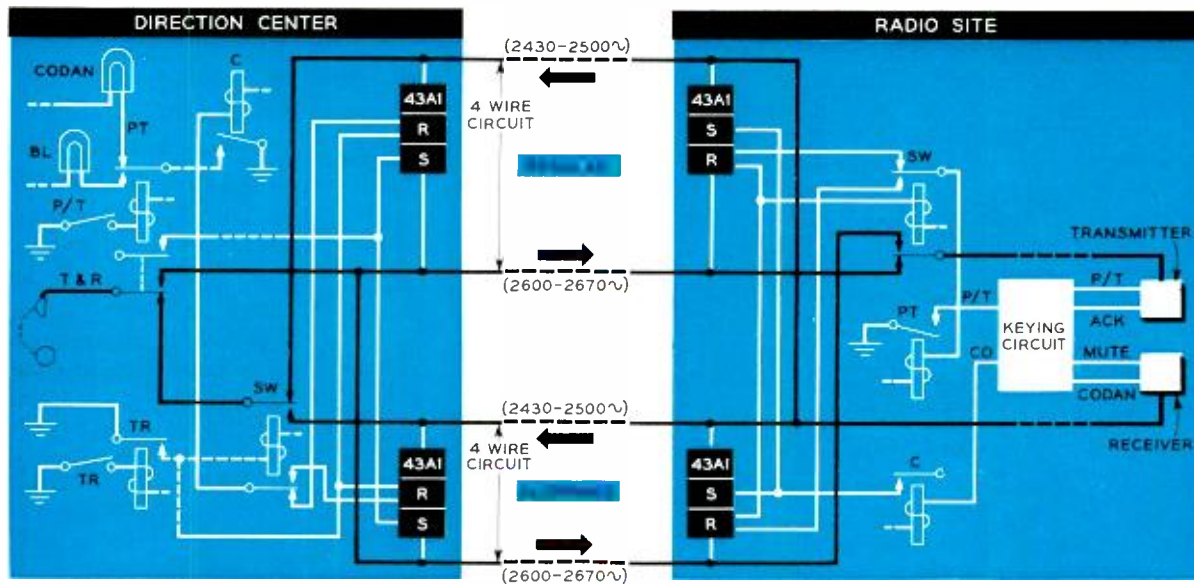 DIRECTION CENTER
CODAN
PT
C
BL
P/T
T & R
SW
TR
TR
43A1
R
S
43A1
R
S
(2430-2500∿)
4 WIRE
CIRCUIT
(2600-2670∿)
(2430-2500∿)
4 WIRE
CIRCUIT
(2600-2670∿)
RADIO SITE
43A1
S
R
43A1
S
R
SW
TRANSMITTER
P/T
P/T
ACK
PT
KEYING
CIRCUIT
CO
MUTE
CODAN
RECEIVER
C